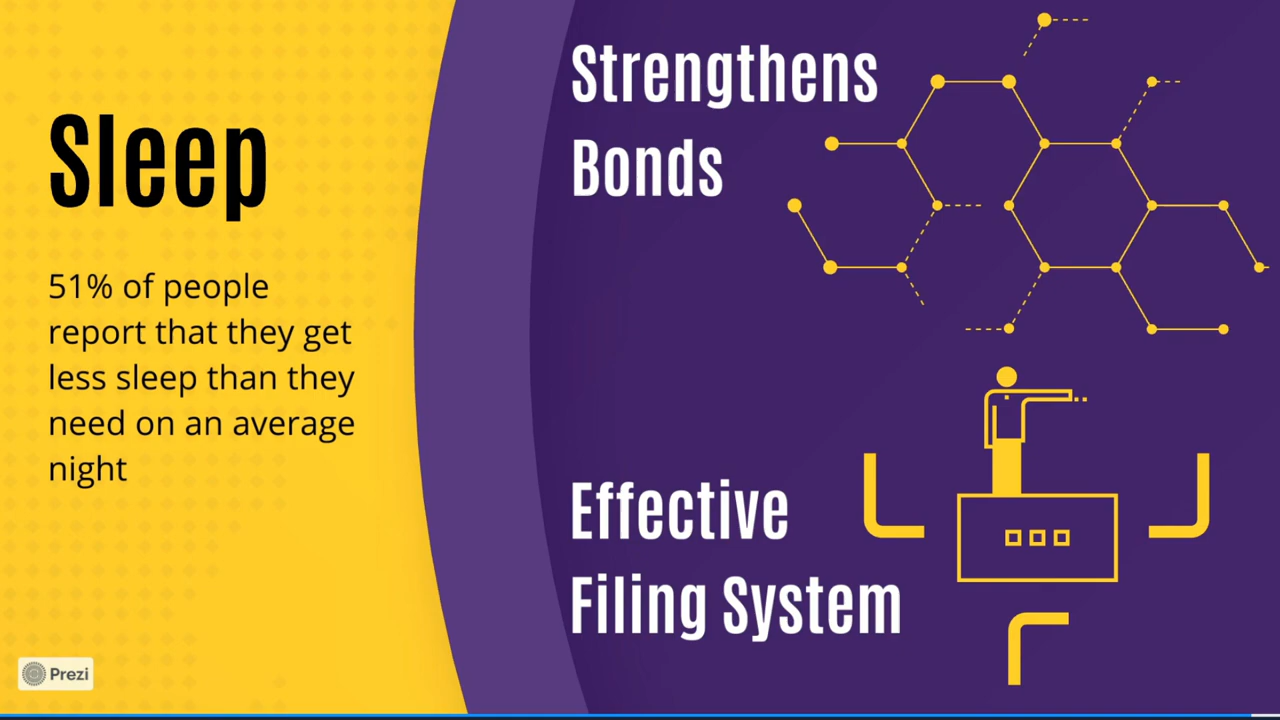 Sleep
51% of people
report that they get
less sleep than they
need on an average
night
Strengthens
Bonds
Effective
Filing System
Prezi